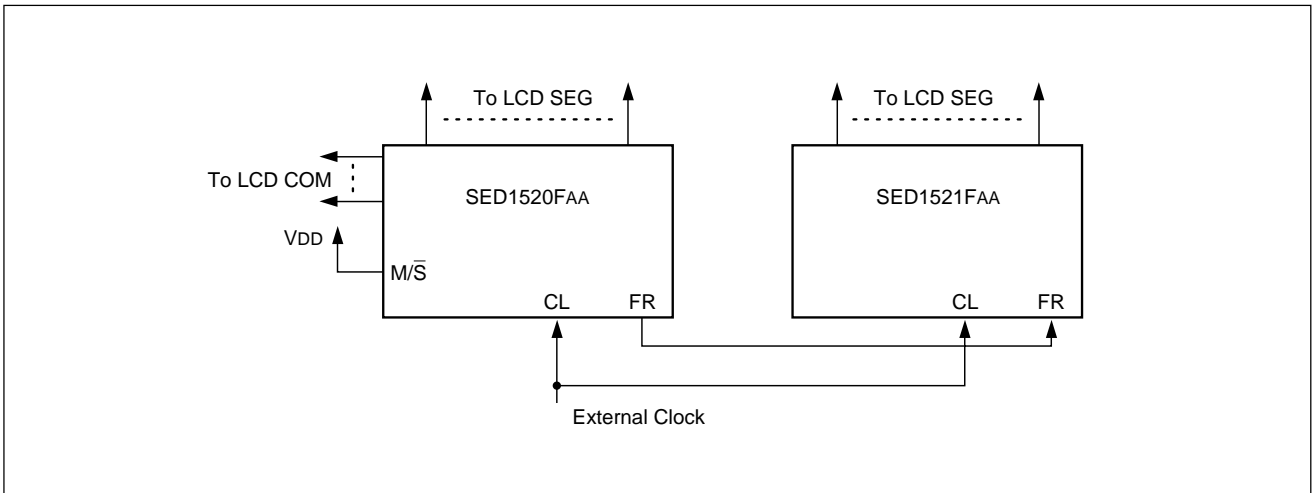 To LCD SEG
To LCD SEG
To LCD COM
SED1520FAA
SED1521FAA
VDD
M/S̅
CL
FR
CL
FR
External Clock